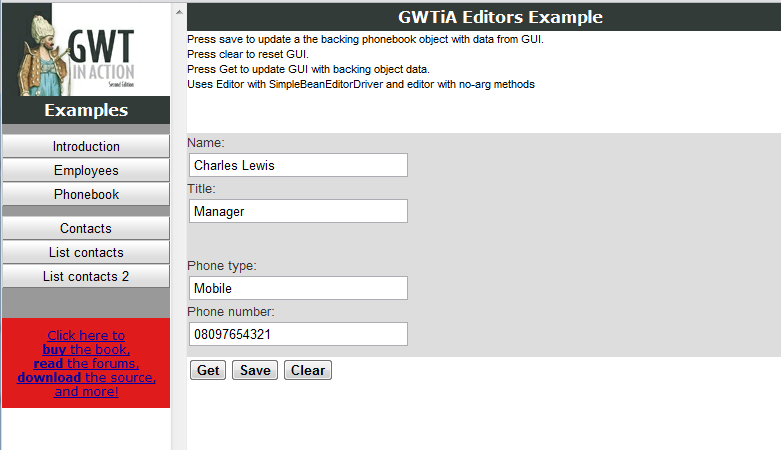 GWT
IN ACTION
Second Edition
Examples
Introduction
Employees
Phonebook
Contacts
List contacts
List contacts 2
Click here to
buy the book,
read the forums,
download the source,
and more!
GWTiA Editors Example
Press save to update a the backing phonebook object with data from GUI.
Press clear to reset GUI.
Press Get to update GUI with backing object data.
Uses Editor with SimpleBeanEditorDriver and editor with no-arg methods
Name:
Charles Lewis
Title:
Manager
Phone type:
Mobile
Phone number:
08097654321
Get Save Clear